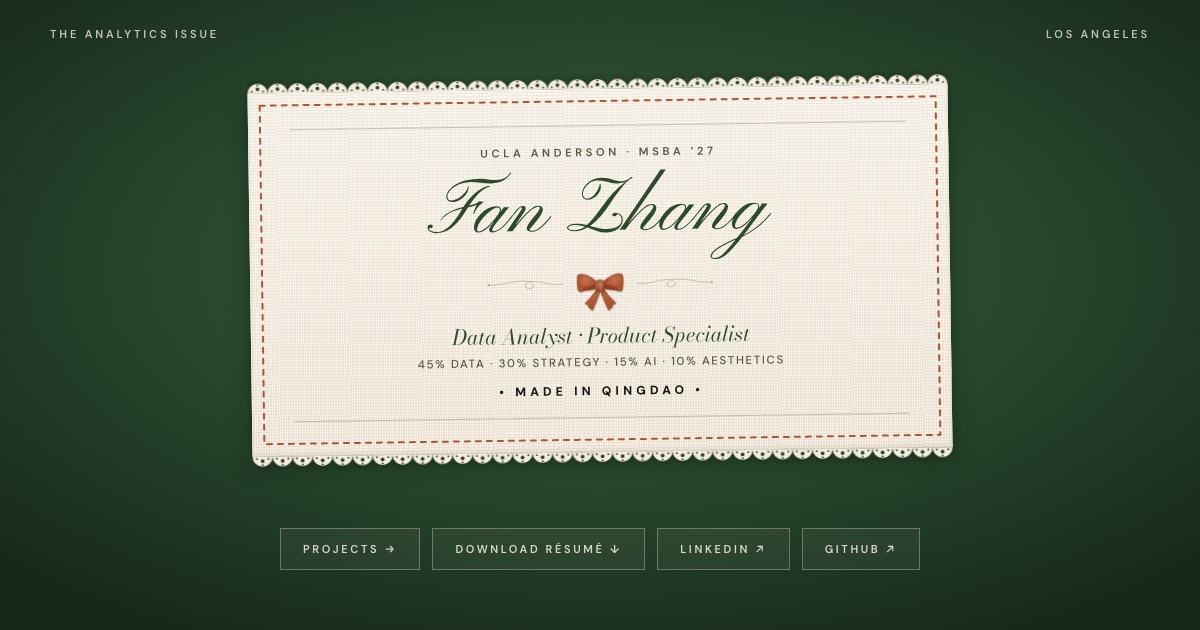 THE ANALYTICS ISSUE
LOS ANGELES
UCLA ANDERSON · MSBA ’27
Fan Zhang
Data Analyst · Product Specialist
45% DATA · 30% STRATEGY · 15% AI · 10% AESTHETICS
• MADE IN QINGDAO •
PROJECTS →
DOWNLOAD RÉSUMÉ ↓
LINKEDIN ↗
GITHUB ↗